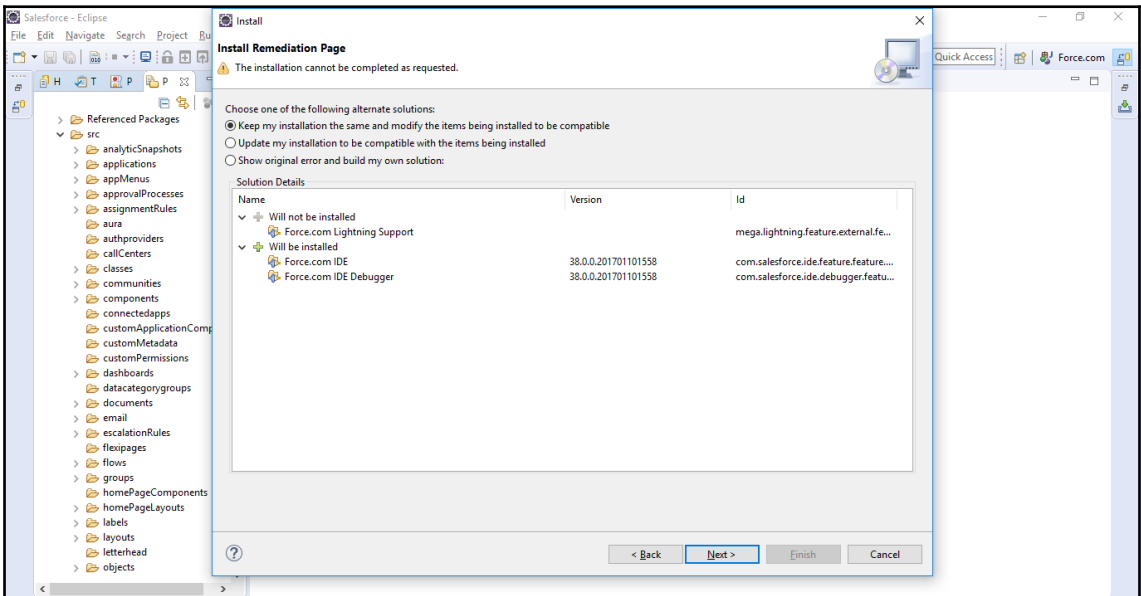 Salesforce - Eclipse
File Edit Navigate Search Project Ru
Quick Access
Force.com
H T P P
Referenced Packages
src
analyticSnapshots
applications
appMenus
approvalProcesses
assignmentRules
aura
authproviders
callCenters
classes
communities
components
connectedapps
customApplicationComp
customMetadata
customPermissions
dashboards
datacategorygroups
documents
email
escalationRules
flexipages
flows
groups
homePageComponents
homePageLayouts
labels
layouts
letterhead
objects
Install
Install Remediation Page
The installation cannot be completed as requested.
Choose one of the following alternate solutions:
Keep my installation the same and modify the items being installed to be compatible
Update my installation to be compatible with the items being installed
Show original error and build my own solution:
Solution Details
Name Version Id
Will not be installed
Force.com Lightning Support mega.lightning.feature.external.fe...
Will be installed
Force.com IDE 38.0.0.201701101558 com.salesforce.ide.feature.feature....
Force.com IDE Debugger 38.0.0.201701101558 com.salesforce.ide.debugger.featu...
?
< Back Next > Finish Cancel